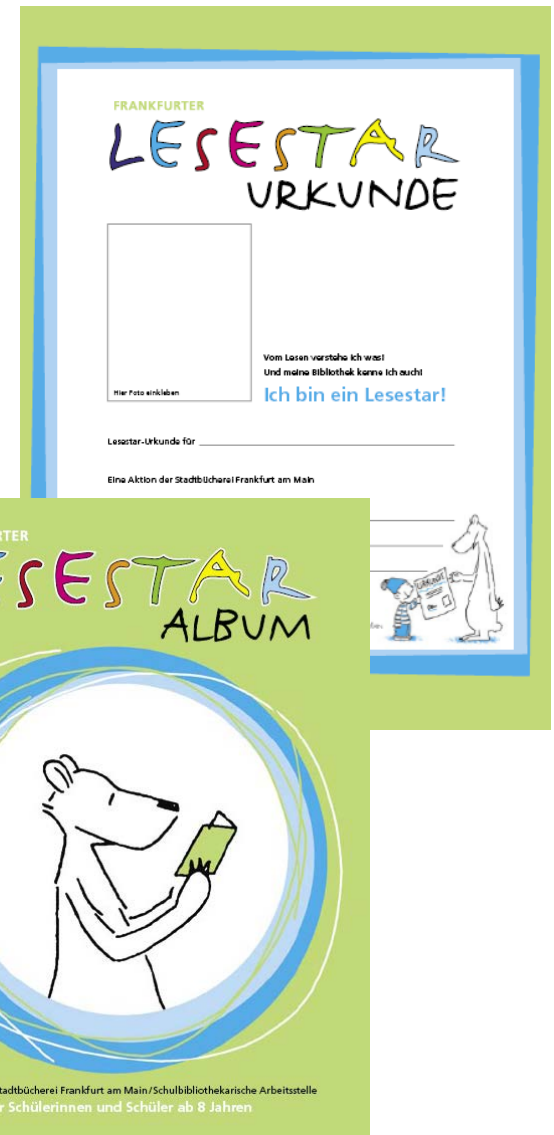 FRANKFURTER
LESESTAR
URKUNDE
Vom Lesen verstehe ich was!
Und meine Bibliothek kenne ich auch!
Hier Foto einkleben
Ich bin ein Lesestar!
Lesestar-Urkunde für
Eine Aktion der Stadtbücherei Frankfurt am Main
URKUNDE
RTER
ESESTAR
ALBUM
tadtbücherei Frankfurt am Main/Schulbibliothekarische Arbeitsstelle
r Schülerinnen und Schüler ab 8 Jahren